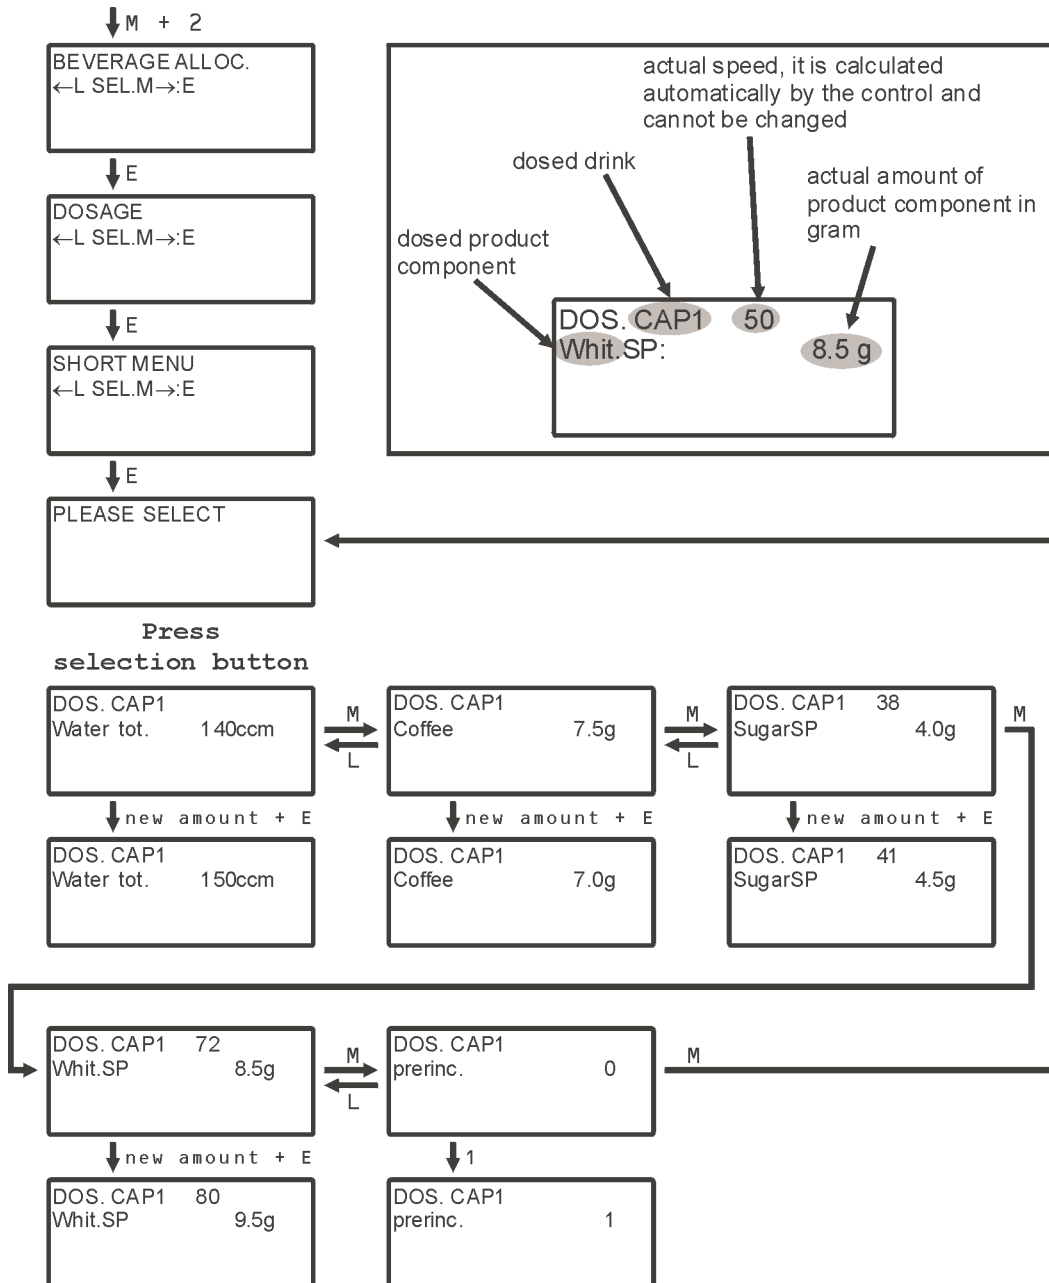 M + 2
BEVERAGE ALLOC.
←L SEL.M→:E
E
DOSAGE
←L SEL.M→:E
E
SHORT MENU
←L SEL.M→:E
E
PLEASE SELECT
actual speed, it is calculated
automatically by the control and
cannot be changed
dosed drink
actual amount of
product component in
gram
dosed product
component
DOS. CAP1 50
Whit.SP: 8.5 g
Press
selection button
DOS. CAP1
Water tot. 140ccm
M
L
DOS. CAP1
Coffee 7.5g
M
L
DOS. CAP1 38
SugarSP 4.0g
M
new amount + E
new amount + E
new amount + E
DOS. CAP1
Water tot. 150ccm
DOS. CAP1
Coffee 7.0g
DOS. CAP1 41
SugarSP 4.5g
DOS. CAP1 72
Whit.SP 8.5g
M
L
DOS. CAP1
prerinc. 0
M
new amount + E
1
DOS. CAP1 80
Whit.SP 9.5g
DOS. CAP1
prerinc. 1